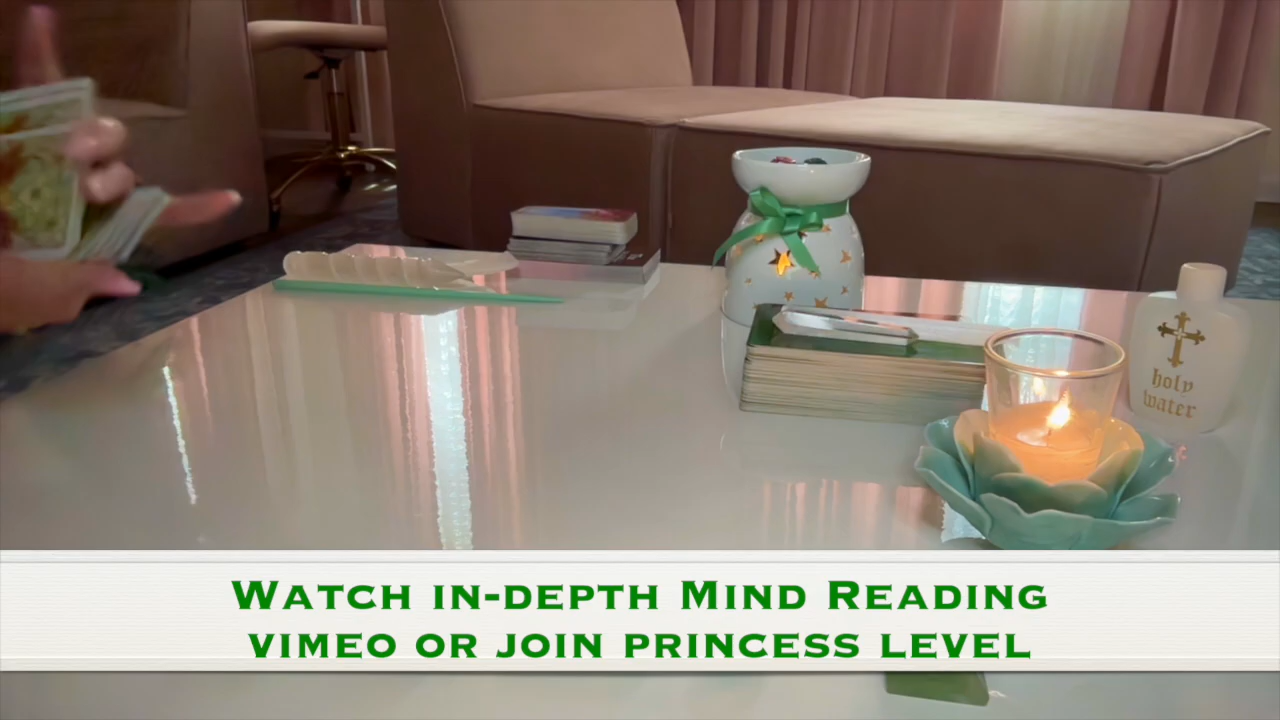 holy
water
WATCH IN-DEPTH MIND READING
VIMEO OR JOIN PRINCESS LEVEL